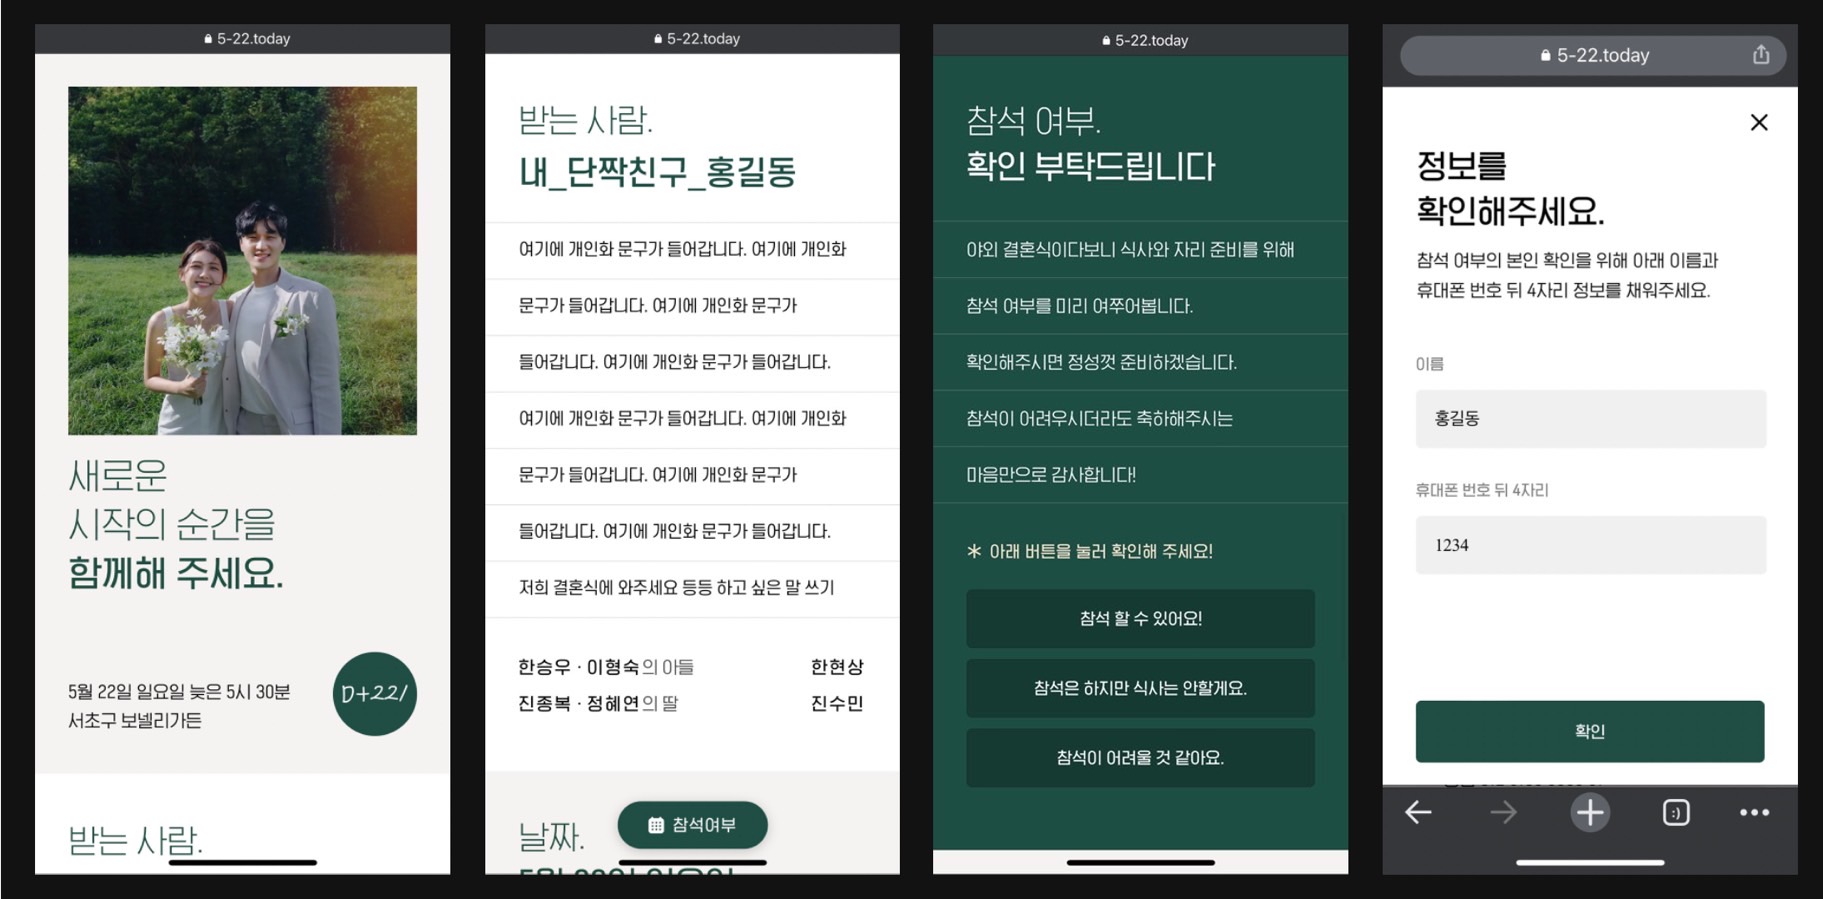 5-22.today
새로운
시작의 순간을
함께해 주세요.
5월 22일 일요일 늦은 5시 30분
서초구 보넬리가든
D+221
받는 사람.
5-22.today
받는 사람.
내_단짝친구_홍길동
여기에 개인화 문구가 들어갑니다. 여기에 개인화
문구가 들어갑니다. 여기에 개인화 문구가
들어갑니다. 여기에 개인화 문구가 들어갑니다.
여기에 개인화 문구가 들어갑니다. 여기에 개인화
문구가 들어갑니다. 여기에 개인화 문구가
들어갑니다. 여기에 개인화 문구가 들어갑니다.
저희 결혼식에 와주세요 등등 하고 싶은 말 쓰기
한승우 · 이형숙의 아들 한현상
진종복 · 정혜연의 딸 진수민
날짜.
참석여부
5-22.today
참석 여부.
확인 부탁드립니다
야외 결혼식이다보니 식사와 자리 준비를 위해
참석 여부를 미리 여쭈어봅니다.
확인해주시면 정성껏 준비하겠습니다.
참석이 어려우시더라도 축하해주시는
마음만으로 감사합니다!
* 아래 버튼을 눌러 확인해 주세요!
참석 할 수 있어요!
참석은 하지만 식사는 안할게요.
참석이 어려울 것 같아요.
5-22.today
정보를
확인해주세요.
참석 여부의 본인 확인을 위해 아래 이름과
휴대폰 번호 뒤 4자리 정보를 채워주세요.
이름
홍길동
휴대폰 번호 뒤 4자리
1234
확인
:)